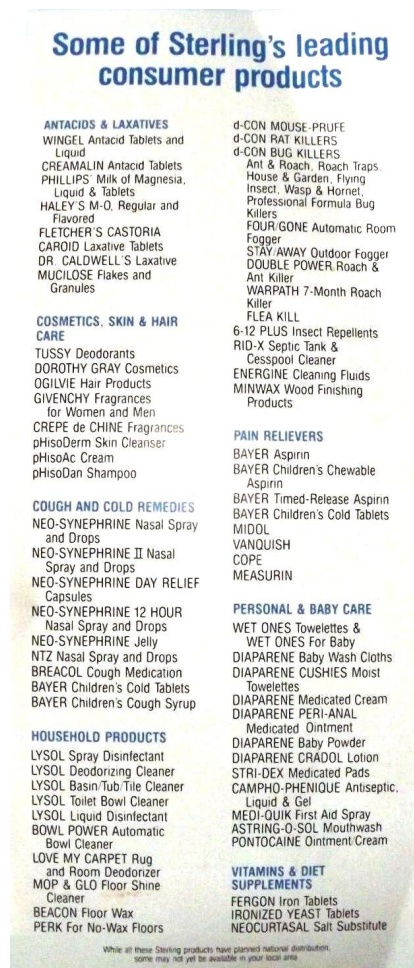 Some of Sterling's leading
consumer products
ANTACIDS & LAXATIVES
WINGEL Antacid Tablets and
Liquid
CREAMALIN Antacid Tablets
PHILLIPS' Milk of Magnesia,
Liquid & Tablets
HALEY'S M-O, Regular and
Flavored
FLETCHER'S CASTORIA
CAROID Laxative Tablets
DR. CALDWELL'S Laxative
MUCILOSE Flakes and
Granules
COSMETICS, SKIN & HAIR
CARE
TUSSY Deodorants
DOROTHY GRAY Cosmetics
OGILVIE Hair Products
GIVENCHY Fragrances
for Women and Men
CREPE de CHINE Fragrances
pHisoDerm Skin Cleanser
pHisoAc Cream
pHisoDan Shampoo
COUGH AND COLD REMEDIES
NEO-SYNEPHRINE Nasal Spray
and Drops
NEO-SYNEPHRINE II Nasal
Spray and Drops
NEO-SYNEPHRINE DAY RELIEF
Capsules
NEO-SYNEPHRINE 12 HOUR
Nasal Spray and Drops
NEO-SYNEPHRINE Jelly
NTZ Nasal Spray and Drops
BREACOL Cough Medication
BAYER Children's Cold Tablets
BAYER Children's Cough Syrup
HOUSEHOLD PRODUCTS
LYSOL Spray Disinfectant
LYSOL Deodorizing Cleaner
LYSOL Basin/Tub/Tile Cleaner
LYSOL Toilet Bowl Cleaner
LYSOL Liquid Disinfectant
BOWL POWER Automatic
Bowl Cleaner
LOVE MY CARPET Rug
and Room Deodorizer
MOP & GLO Floor Shine
Cleaner
BEACON Floor Wax
PERK For No-Wax Floors
d-CON MOUSE-PRUFE
d-CON RAT KILLERS
d-CON BUG KILLERS
Ant & Roach, Roach Traps,
House & Garden, Flying
Insect, Wasp & Hornet,
Professional Formula Bug
Killers
FOUR/GONE Automatic Room
Fogger
STAY/AWAY Outdoor Fogger
DOUBLE POWER Roach &
Ant Killer
WARPATH 7-Month Roach
Killer
FLEA KILL
6-12 PLUS Insect Repellents
RID-X Septic Tank &
Cesspool Cleaner
ENERGINE Cleaning Fluids
MINWAX Wood Finishing
Products
PAIN RELIEVERS
BAYER Aspirin
BAYER Children's Chewable
Aspirin
BAYER Timed-Release Aspirin
BAYER Children's Cold Tablets
MIDOL
VANQUISH
COPE
MEASURIN
PERSONAL & BABY CARE
WET ONES Towelettes &
WET ONES For Baby
DIAPARENE Baby Wash Cloths
DIAPARENE CUSHIES Moist
Towelettes
DIAPARENE Medicated Cream
DIAPARENE PERI-ANAL
Medicated Ointment
DIAPARENE Baby Powder
DIAPARENE CRADOL Lotion
STRI-DEX Medicated Pads
CAMPHO-PHENIQUE Antiseptic,
Liquid & Gel
MEDI-QUIK First Aid Spray
ASTRING-O-SOL Mouthwash
PONTOCAINE Ointment/Cream
VITAMINS & DIET
SUPPLEMENTS
FERGON Iron Tablets
IRONIZED YEAST Tablets
NEOCURTASAL Salt Substitute
While all these Sterling products have planned national distribution,
some may not yet be available in your local area